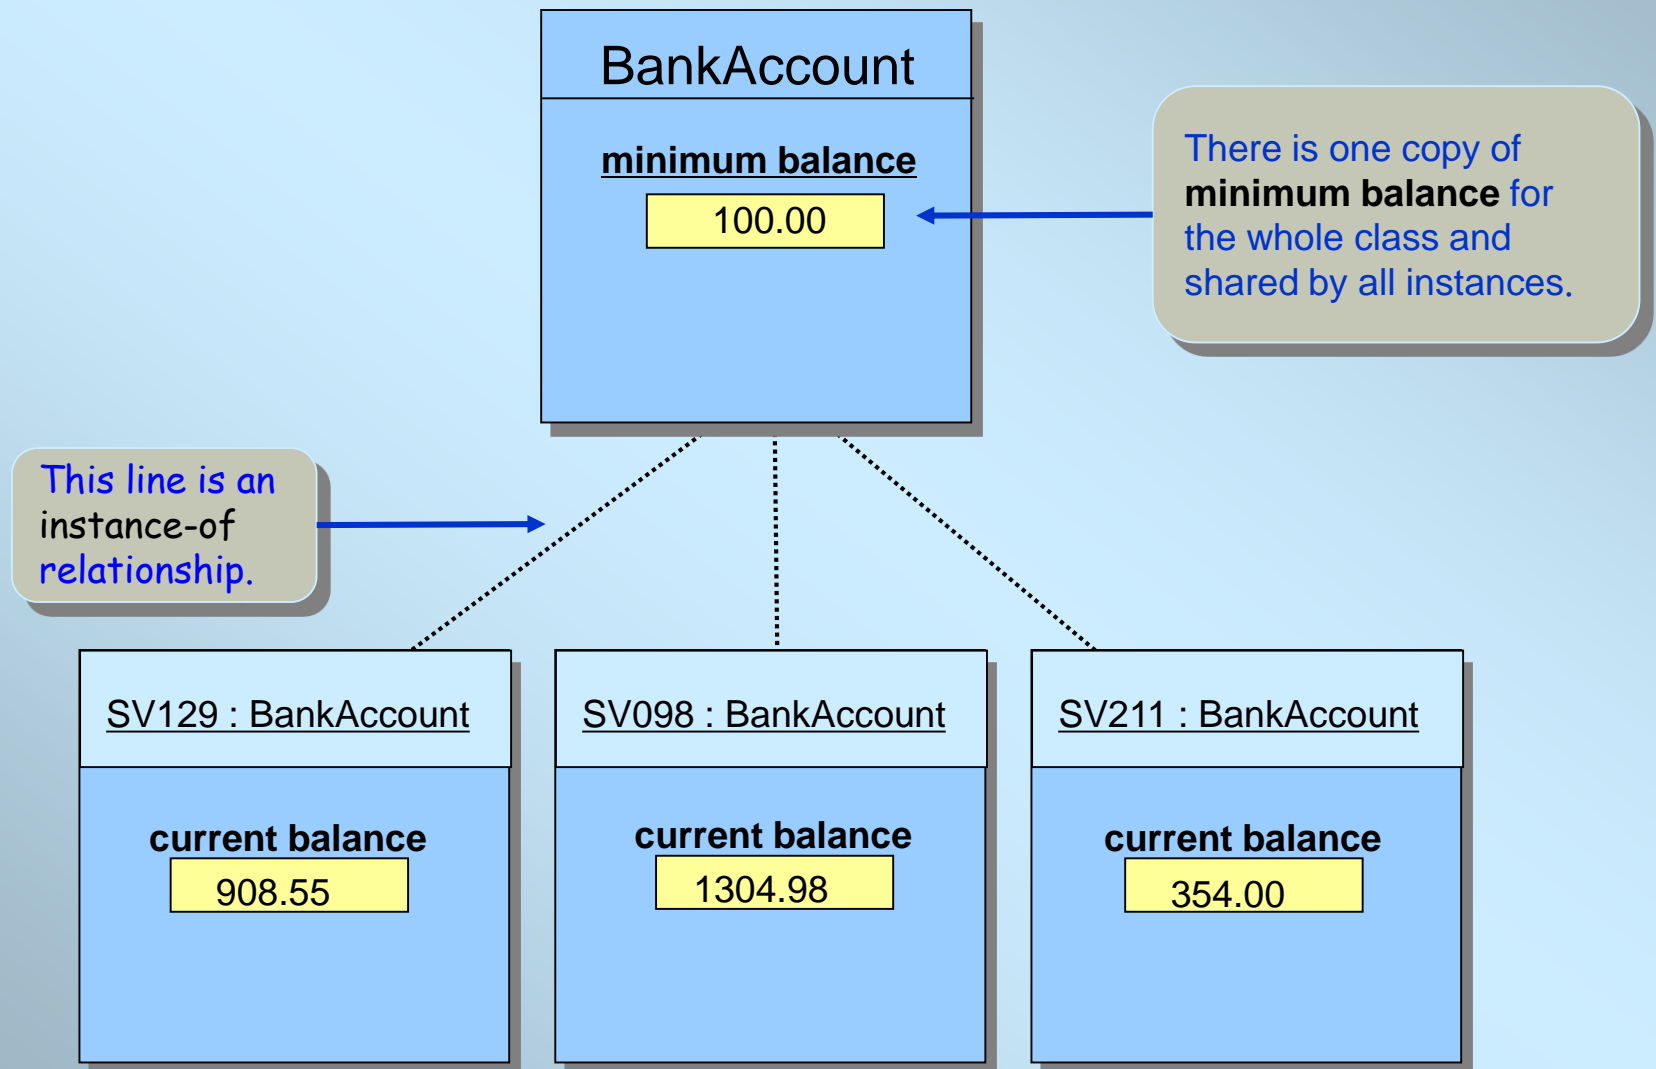 BankAccount
minimum balance
100.00
There is one copy of
minimum balance for
the whole class and
shared by all instances.
This line is an
instance-of
relationship.
SV129 : BankAccount
current balance
908.55
SV098 : BankAccount
current balance
1304.98
SV211 : BankAccount
current balance
354.00